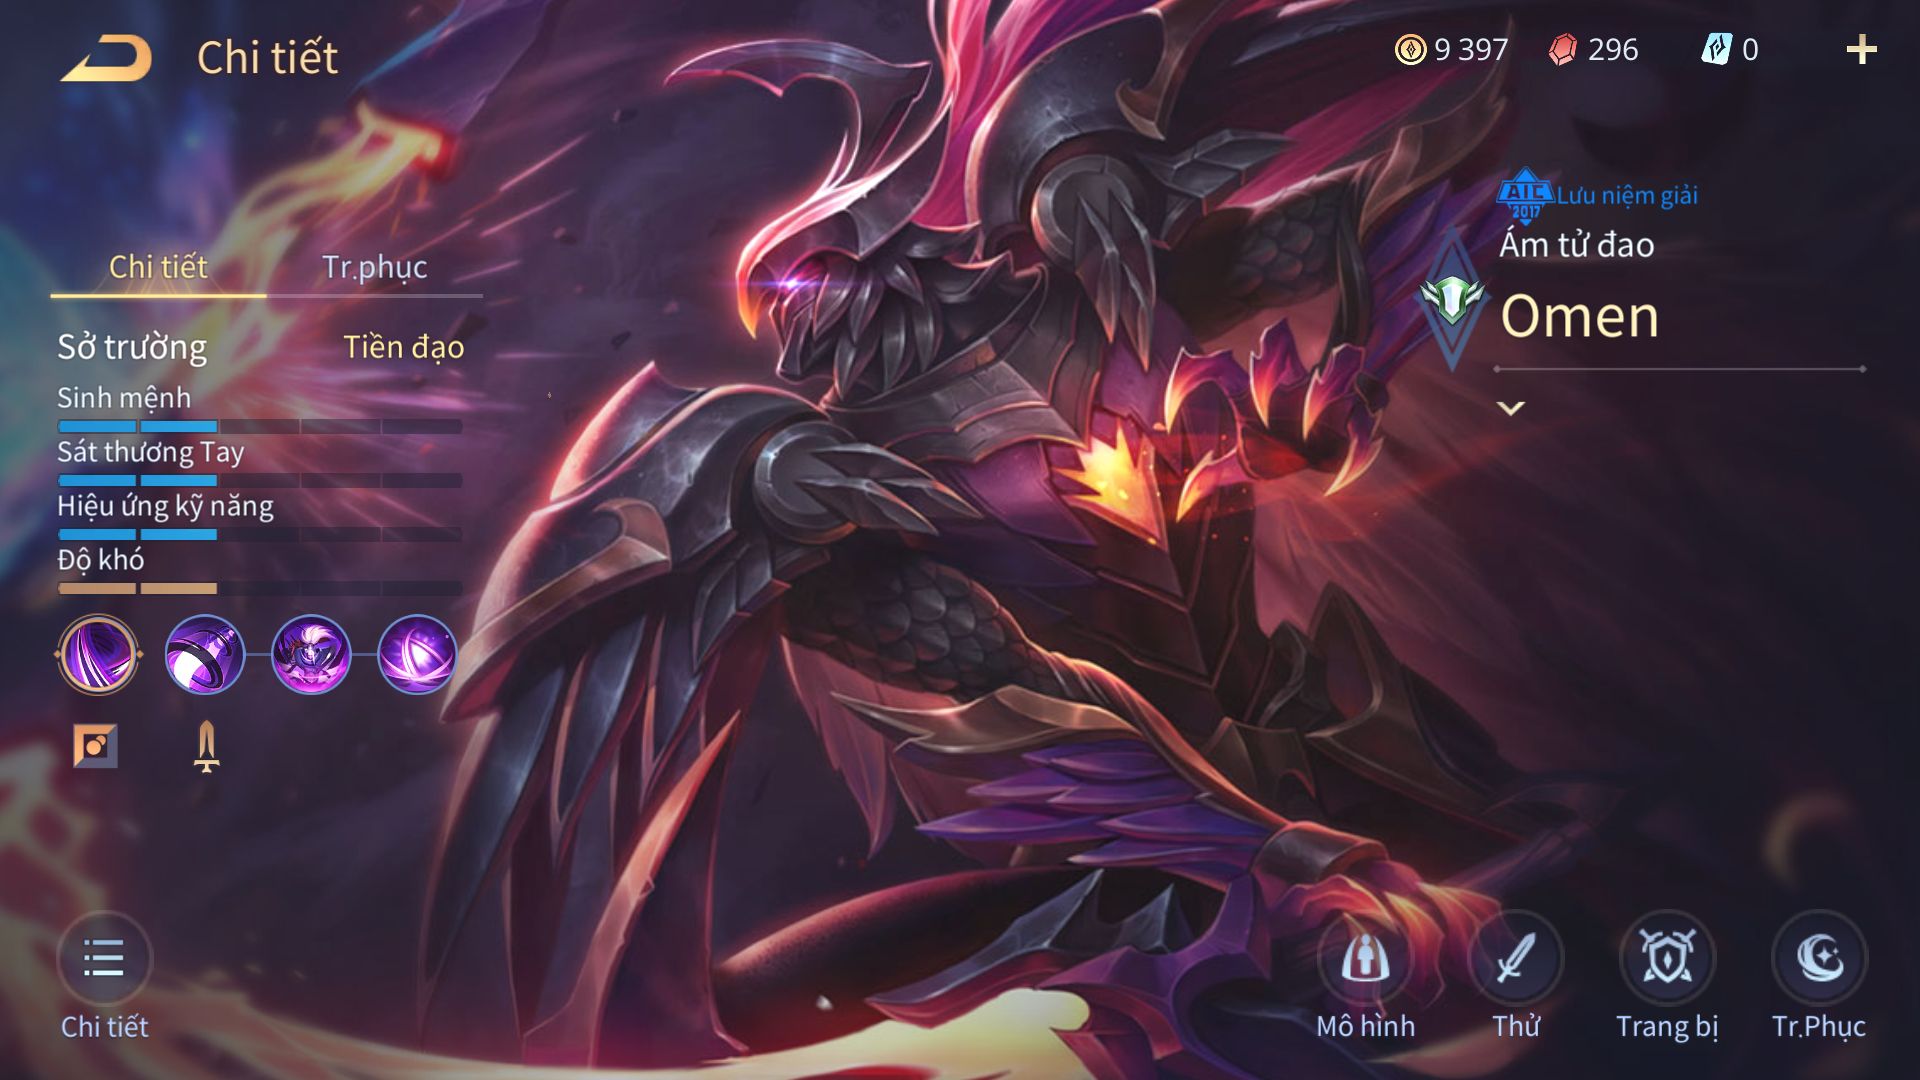 Chi tiết
9 397
296
0
AIC
2017
Lưu niệm giải
Ám tử đao
Omen
Chi tiết
Tr.phục
Sở trường
Tiền đạo
Sinh mệnh
Sát thương Tay
Hiệu ứng kỹ năng
Độ khó
Chi tiết
Mô hình
Thử
Trang bị
Tr.Phục